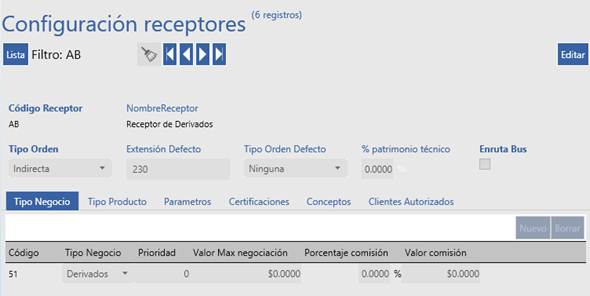 Configuración receptores (6 registros)
Lista Filtro: AB Editar
Código Receptor NombreReceptor
AB Receptor de Derivados
Tipo Orden Extensión Defecto Tipo Orden Defecto % patrimonio técnico Enruta Bus
Indirecta 230 Ninguna 0.0000 %
Tipo Negocio Tipo Producto Parametros Certificaciones Conceptos Clientes Autorizados
Nuevo Borrar
Código Tipo Negocio Prioridad Valor Max negociación Porcentaje comisión Valor comisión
51 Derivados 0 $0.0000 0.0000 % $0.0000